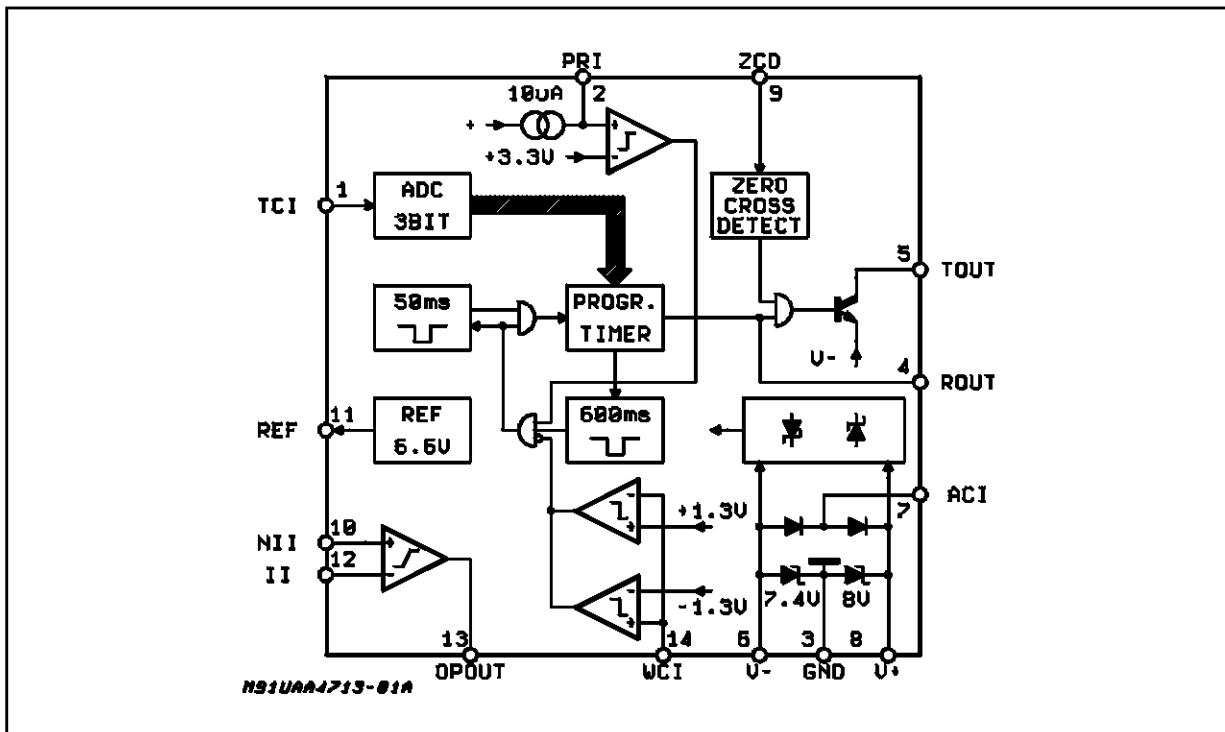 PRI
ZCD
10uA
2
9
+
+
+3.3V
-
TCI
1
ADC
3BIT
ZERO
CROSS
DETECT
5
TOUT
50ms
PROGR.
TIMER
V-
4
ROUT
REF
11
REF
6.6V
600ms
ACI
7
-
+1.3V
+
NII
10
+
II
12
-
-
-1.3V
+
7.4V
8V
13
14
6
3
8
OPOUT
WCI
V-
GND
V+
M91UAA4713-01A